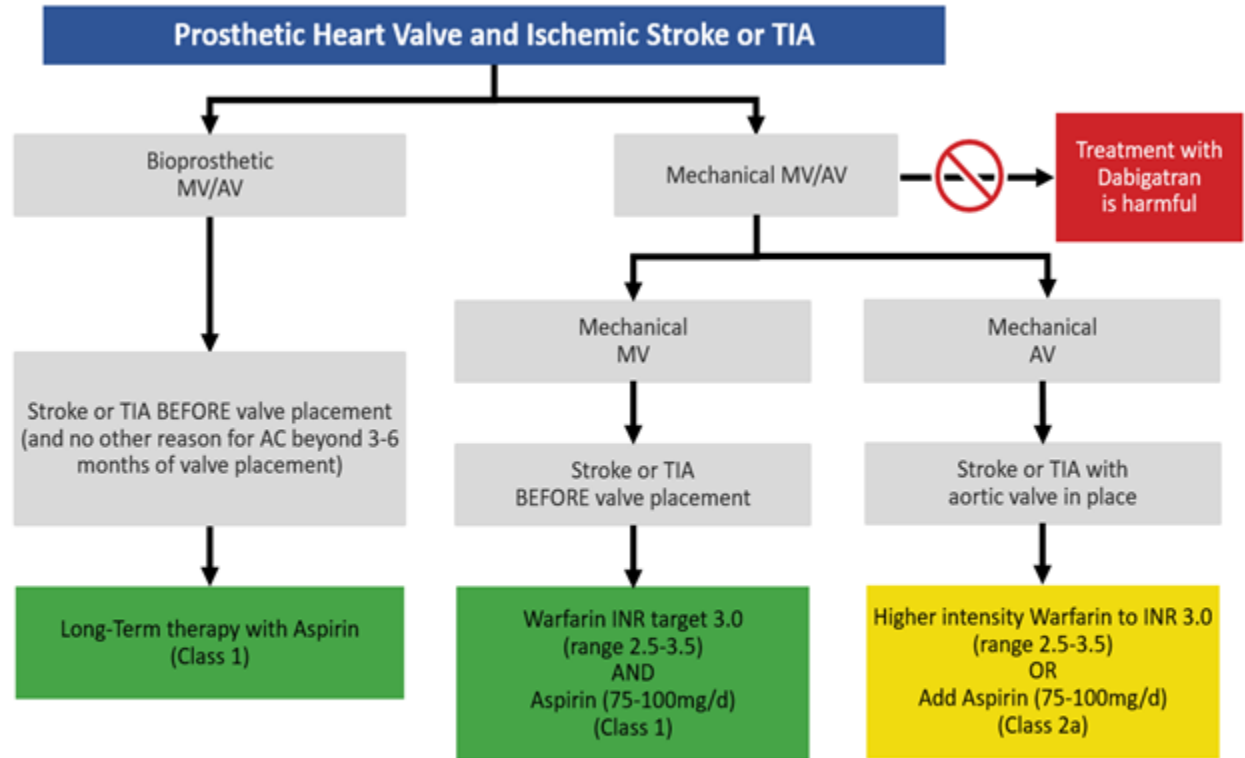 Prosthetic Heart Valve and Ischemic Stroke or TIA
Bioprosthetic
MV/AV
Mechanical MV/AV
Treatment with
Dabigatran
is harmful
Mechanical
MV
Mechanical
AV
Stroke or TIA BEFORE valve placement
(and no other reason for AC beyond 3-6
months of valve placement)
Stroke or TIA
BEFORE valve placement
Stroke or TIA with
aortic valve in place
Long-Term therapy with Aspirin
(Class 1)
Warfarin INR target 3.0
(range 2.5-3.5)
AND
Aspirin (75-100mg/d)
(Class 1)
Higher intensity Warfarin to INR 3.0
(range 2.5-3.5)
OR
Add Aspirin (75-100mg/d)
(Class 2a)